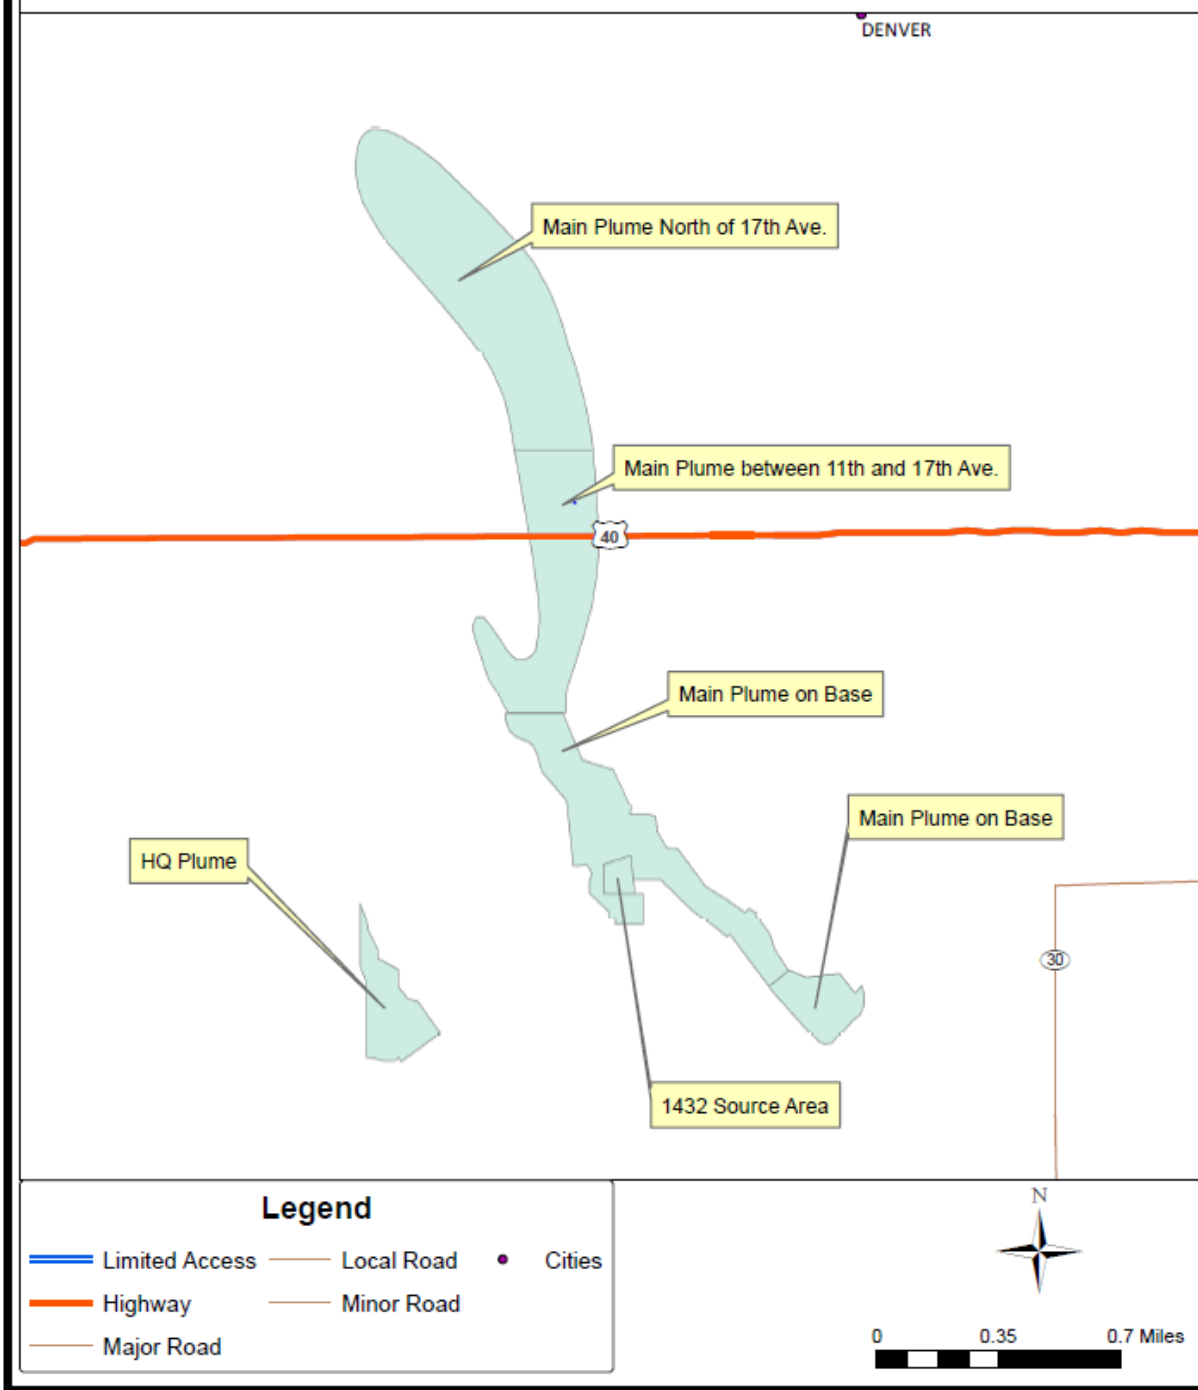 DENVER
Main Plume North of 17th Ave.
Main Plume between 11th and 17th Ave.
40
Main Plume on Base
Main Plume on Base
HQ Plume
30
1432 Source Area
Legend
Limited Access
Local Road
Cities
Highway
Minor Road
Major Road
N
0 0.35 0.7 Miles